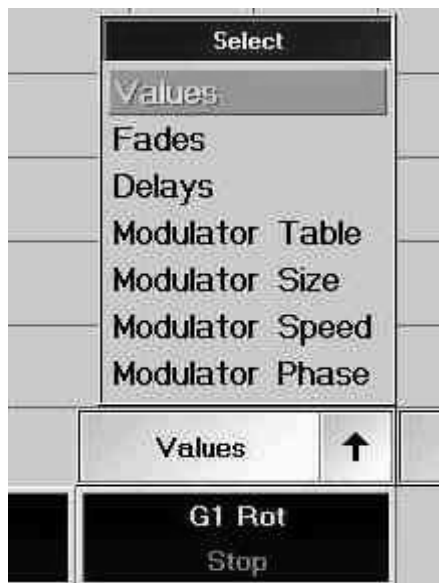 Select
Values
Fades
Delays
Modulator Table
Modulator Size
Modulator Speed
Modulator Phase
Values
G1 Rot
Stop